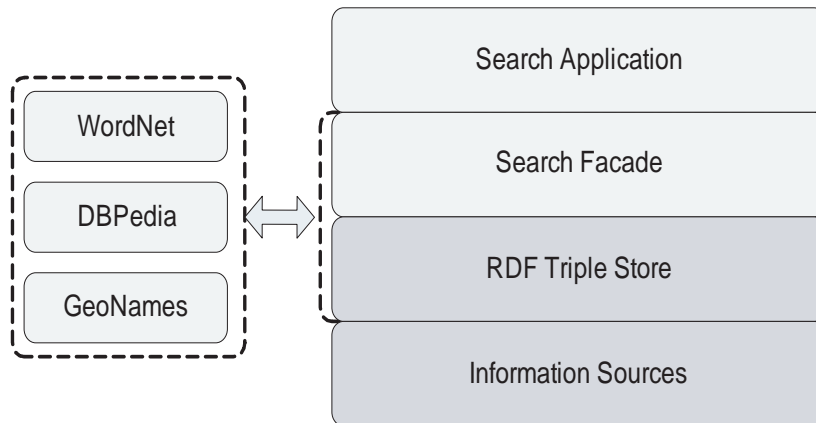 WordNet
DBPedia
GeoNames
Search Application
Search Facade
RDF Triple Store
Information Sources